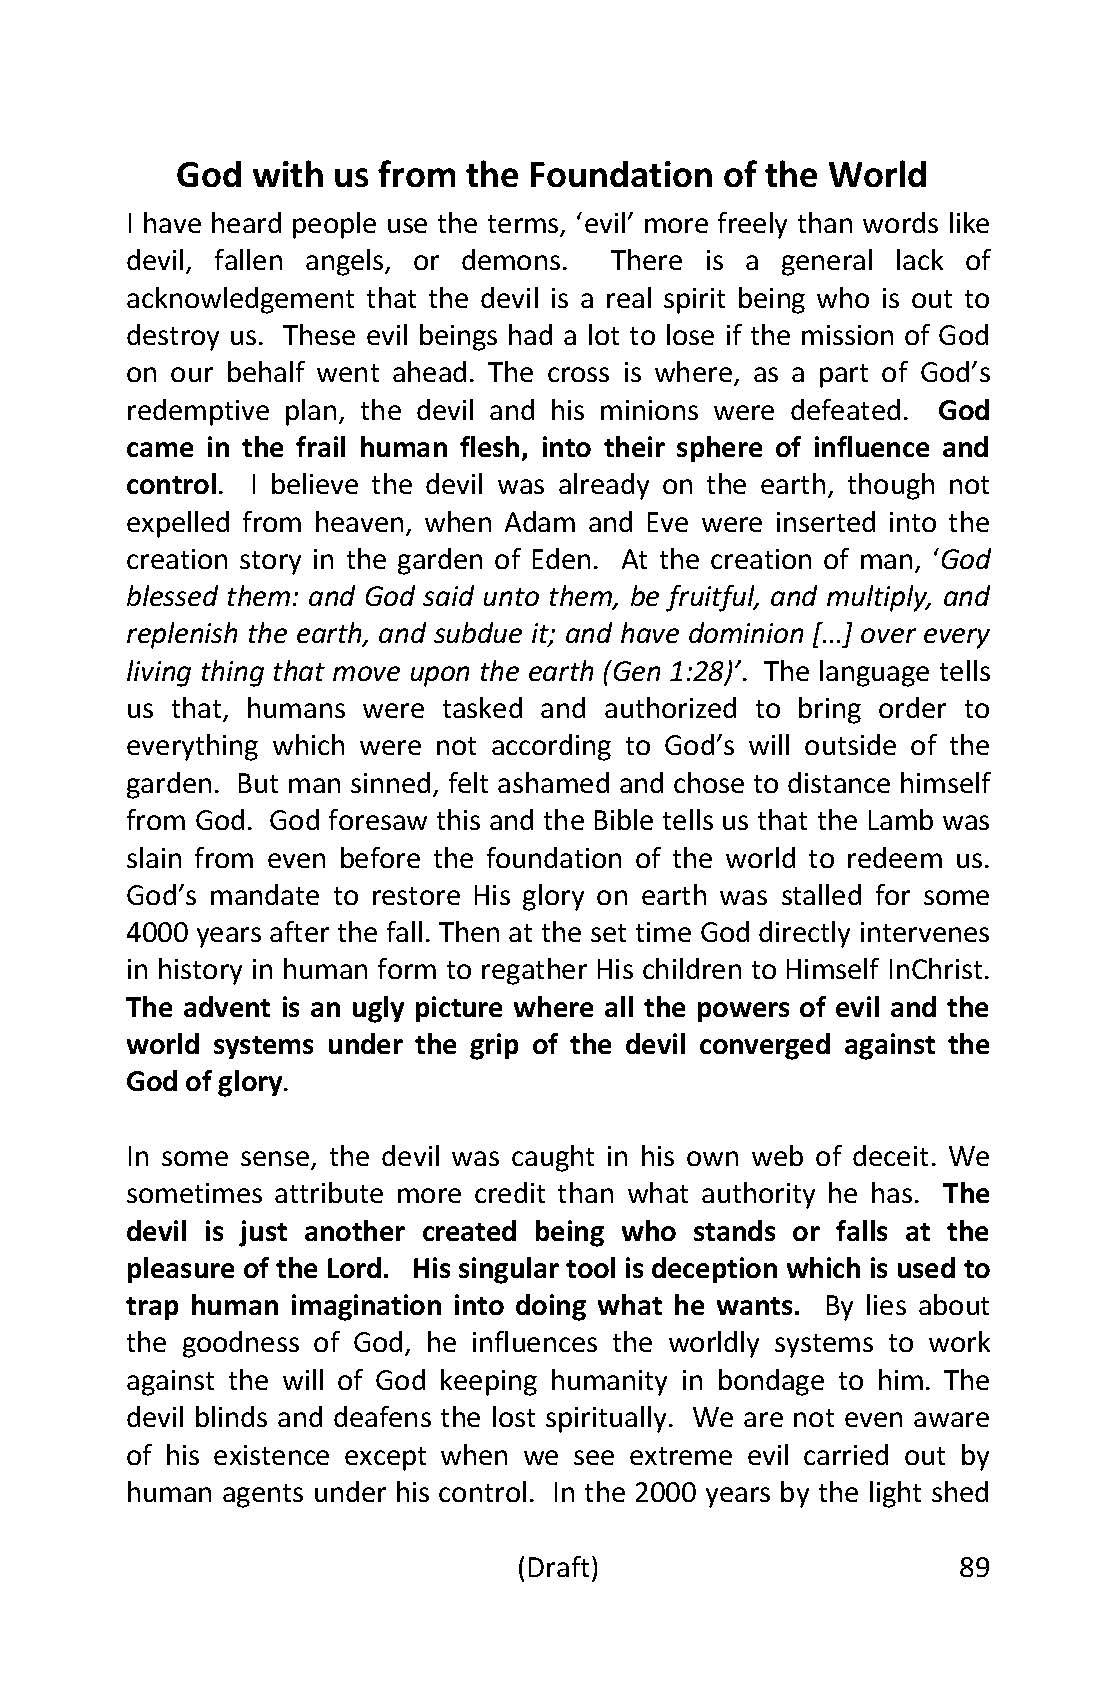 God with us from the Foundation of the World
I have heard people use the terms, ‘evil’ more freely than words like
devil, fallen angels, or demons. There is a general lack of
acknowledgement that the devil is a real spirit being who is out to
destroy us. These evil beings had a lot to lose if the mission of God
on our behalf went ahead. The cross is where, as a part of God’s
redemptive plan, the devil and his minions were defeated. God
came in the frail human flesh, into their sphere of influence and
control. I believe the devil was already on the earth, though not
expelled from heaven, when Adam and Eve were inserted into the
creation story in the garden of Eden. At the creation of man, ‘God
blessed them: and God said unto them, be fruitful, and multiply, and
replenish the earth, and subdue it; and have dominion [...] over every
living thing that move upon the earth (Gen 1:28)’. The language tells
us that, humans were tasked and authorized to bring order to
everything which were not according to God’s will outside of the
garden. But man sinned, felt ashamed and chose to distance himself
from God. God foresaw this and the Bible tells us that the Lamb was
slain from even before the foundation of the world to redeem us.
God’s mandate to restore His glory on earth was stalled for some
4000 years after the fall. Then at the set time God directly intervenes
in history in human form to regather His children to Himself InChrist.
The advent is an ugly picture where all the powers of evil and the
world systems under the grip of the devil converged against the
God of glory.
In some sense, the devil was caught in his own web of deceit. We
sometimes attribute more credit than what authority he has. The
devil is just another created being who stands or falls at the
pleasure of the Lord. His singular tool is deception which is used to
trap human imagination into doing what he wants. By lies about
the goodness of God, he influences the worldly systems to work
against the will of God keeping humanity in bondage to him. The
devil blinds and deafens the lost spiritually. We are not even aware
of his existence except when we see extreme evil carried out by
human agents under his control. In the 2000 years by the light shed
(Draft) 89